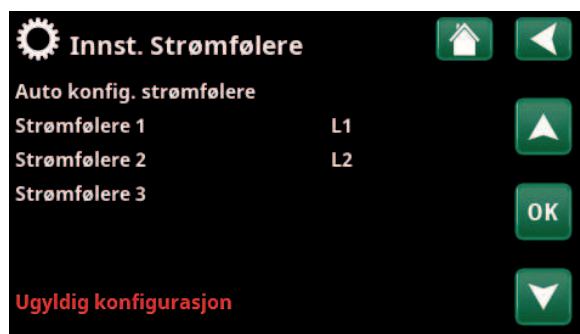 Innst. Strømfølere
Auto konfig. strømfølere
Strømfølere 1 L1
Strømfølere 2 L2
Strømfølere 3
OK
Ugyldig konfigurasjon